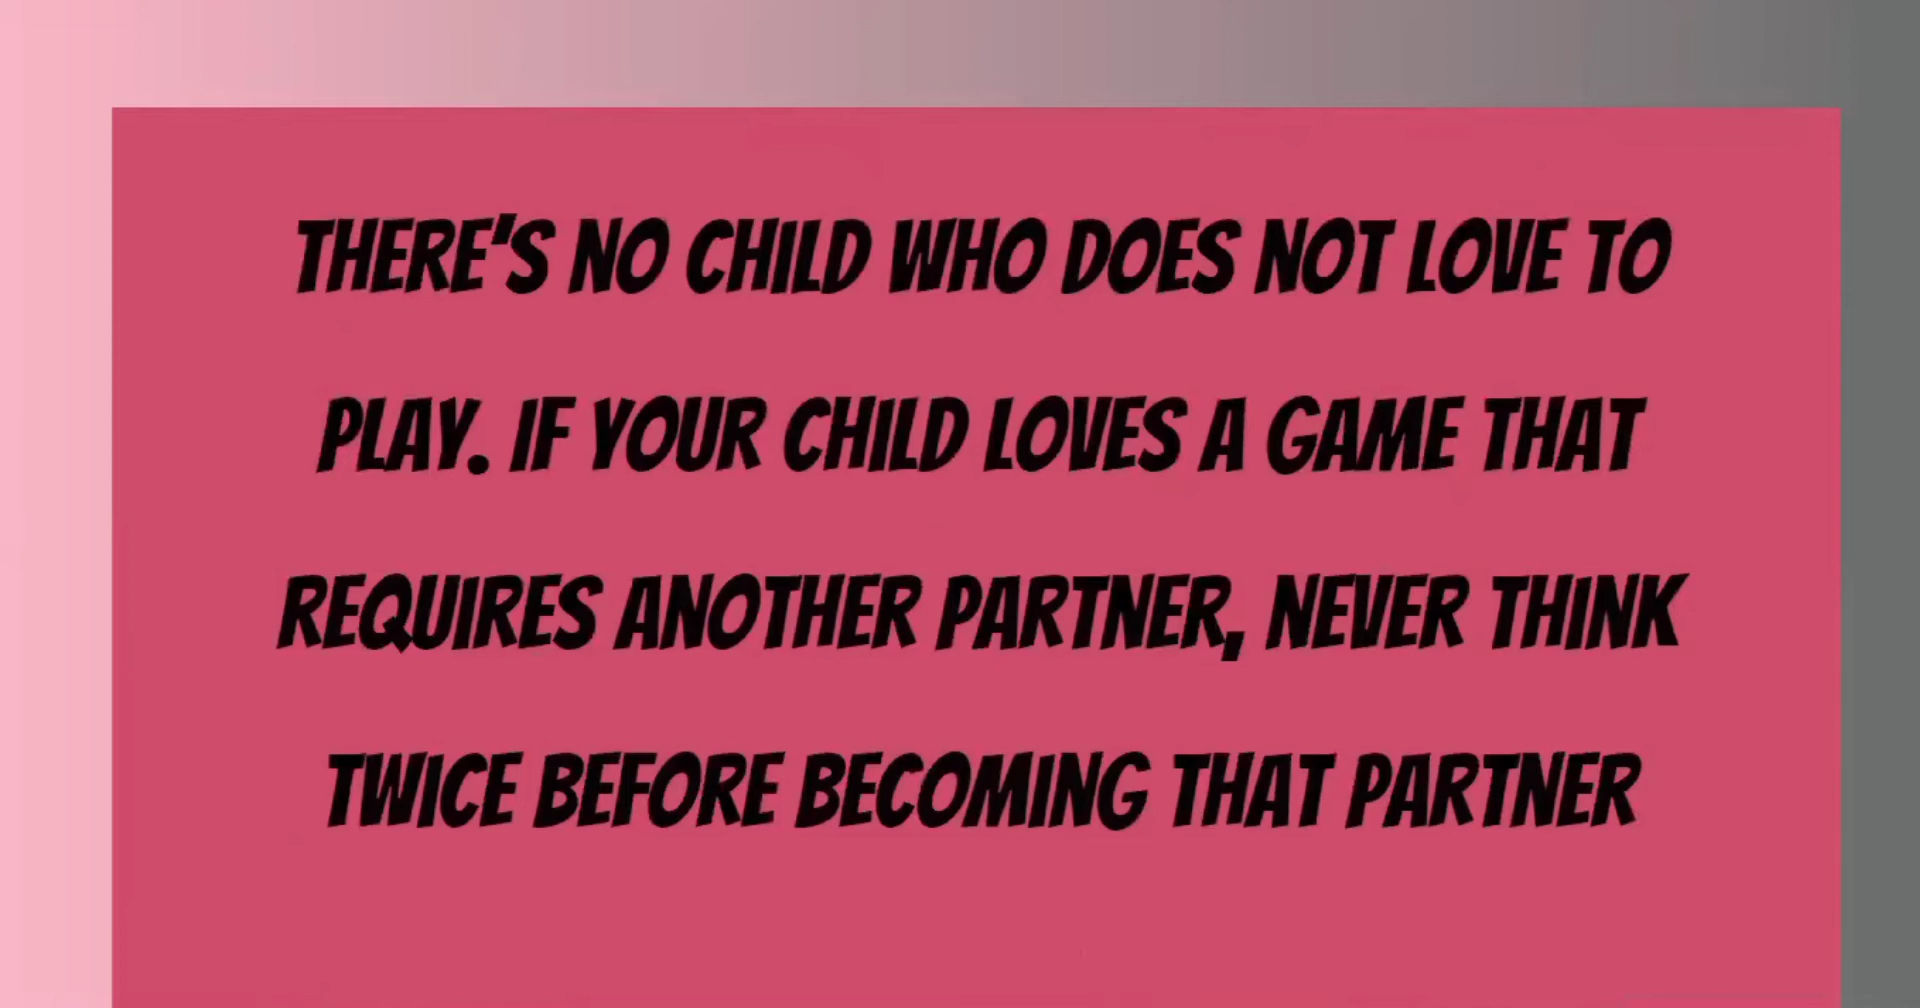 THERE'S NO CHILD WHO DOES NOT LOVE TO
PLAY. IF YOUR CHILD LOVES A GAME THAT
REQUIRES ANOTHER PARTNER, NEVER THINK
TWICE BEFORE BECOMING THAT PARTNER